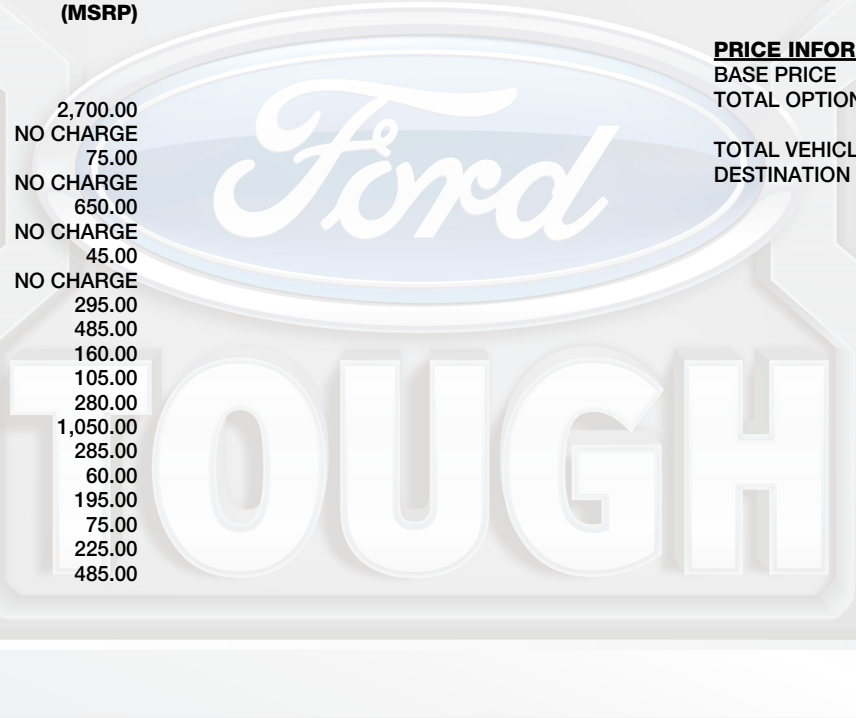 (MSRP)
2,700.00
NO CHARGE
75.00
NO CHARGE
650.00
NO CHARGE
45.00
NO CHARGE
295.00
485.00
160.00
105.00
280.00
1,050.00
285.00
60.00
195.00
75.00
225.00
485.00
PRICE INFOR
BASE PRICE
TOTAL OPTION
TOTAL VEHICL
DESTINATION
Ford
TOUGH